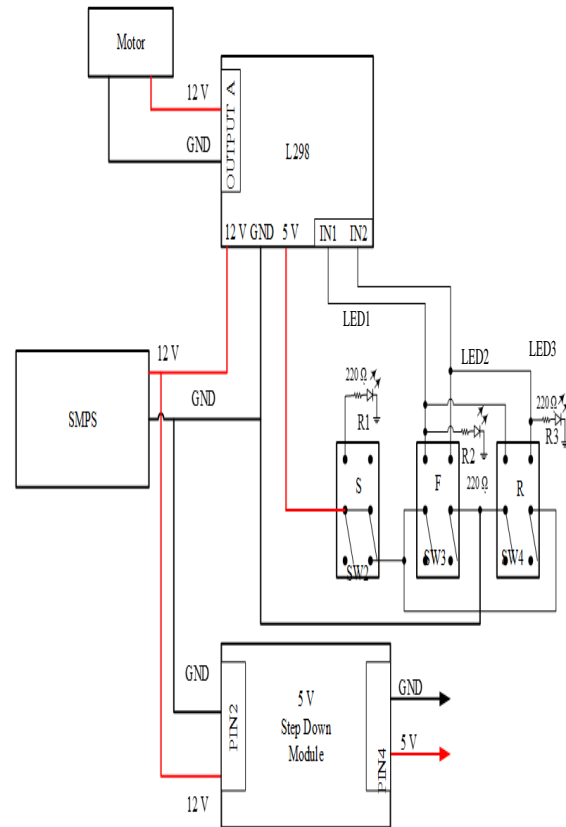 Motor
12 V
GND
OUTPUT A
L298
12 V GND 5 V
IN1 IN2
LED1
LED2
LED3
12 V
GND
SMPS
220 Ω
R1
R2
220 Ω
R3
220 Ω
S
F
R
SW2
SW3
SW4
GND
PIN2
12 V
5 V
Step Down
Module
PIN4
GND
5 V